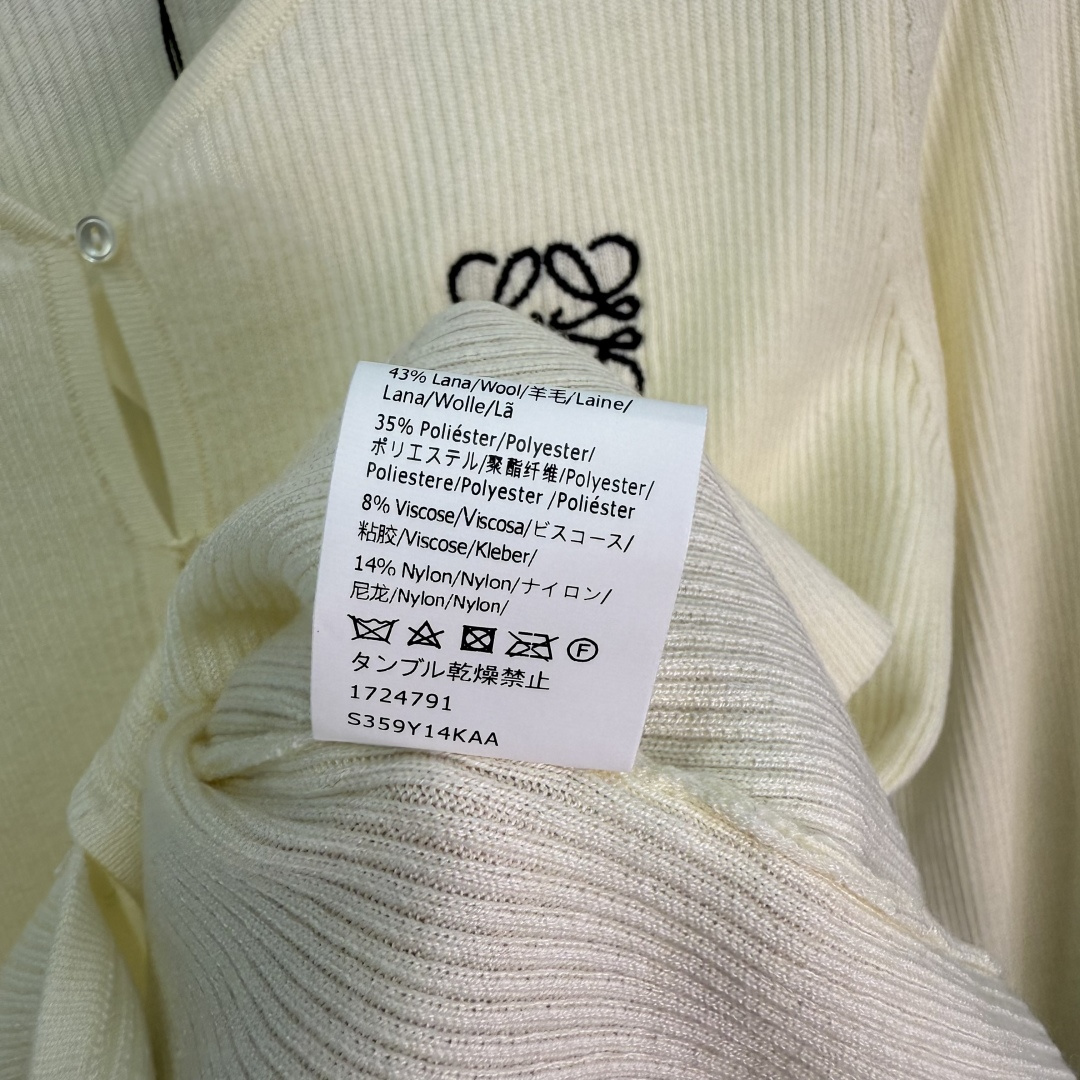 43% Lana/Wool/羊毛/Laine/
Lana/Wolle/Lã
35% Poliéster/Polyester/
ポリエステル/聚酯纤维/Polyester/
Poliestere/Polyester /Poliéster
8% Viscose/Viscosa/ビスコース/
粘胶/Viscose/Kleber/
14% Nylon/Nylon/ナイロン/
尼龙/Nylon/Nylon/
F
タンブル乾燥禁止
1724791
S359Y14KAA